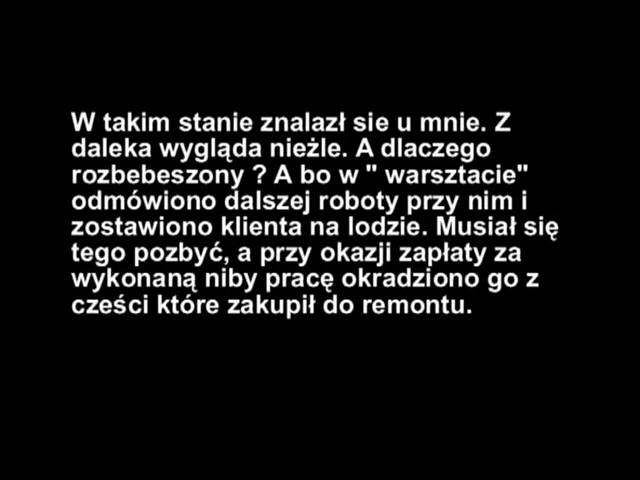 W takim stanie znalazł sie u mnie. Z
daleka wygląda nieżle. A dlaczego
rozbebeszony ? A bo w " warsztacie"
odmówiono dalszej roboty przy nim i
zostawiono klienta na lodzie. Musiał się
tego pozbyć, a przy okazji zapłaty za
wykonaną niby pracę okradziono go z
cześci które zakupił do remontu.